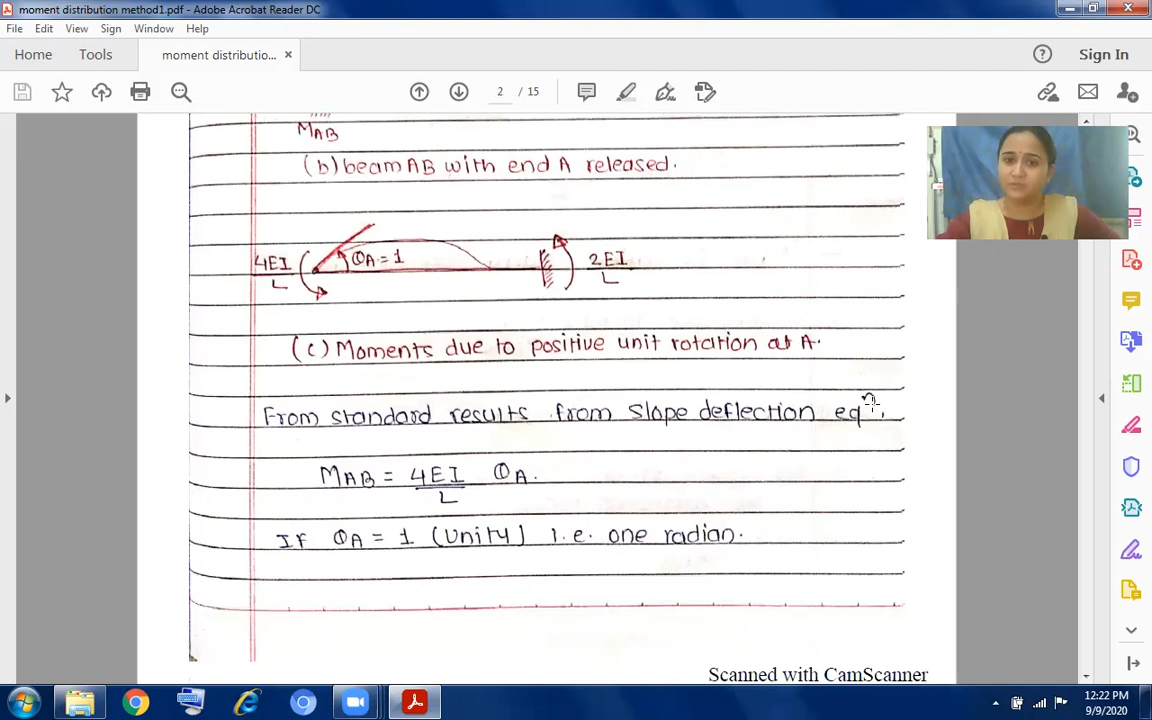 moment distribution method1.pdf - Adobe Acrobat Reader DC
File Edit View Sign Window Help
Home Tools moment distributio... × Sign In
2 / 15
MAB
(b) beam AB with end A released.
4EI/L θA = 1 2EI/L
(c) Moments due to positive unit rotation at A.
From standard results from slope deflection eqn.
MAB = 4EI/L θA.
If θA = 1 (Unity) i.e. one radian.
Scanned with CamScanner
12:22 PM
9/9/2020